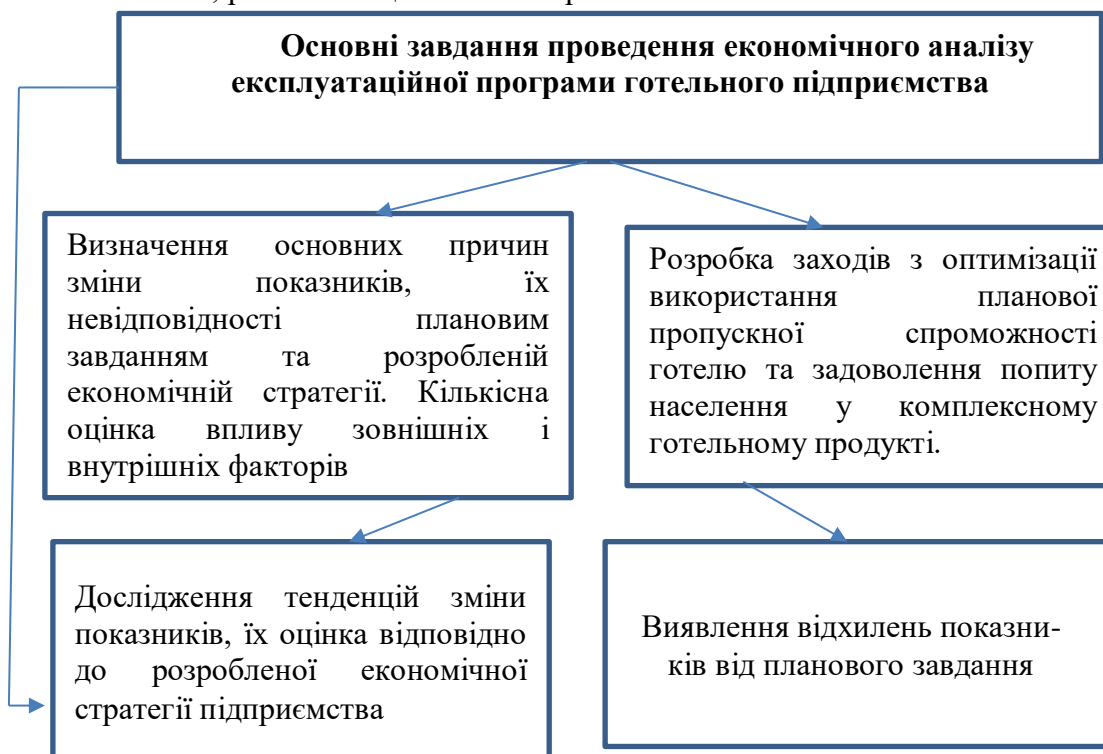 Основні завдання проведення економічного аналізу
експлуатаційної програми готельного підприємства
Визначення основних причин
зміни показників, їх
невідповідності плановим
завданням та розробленій
економічній стратегії. Кількісна
оцінка впливу зовнішніх і
внутрішніх факторів
Розробка заходів з оптимізації
використання планової
пропускної спроможності
готелю та задоволення попиту
населення у комплексному
готельному продукті.
Дослідження тенденцій зміни
показників, їх оцінка відповідно
до розробленої економічної
стратегії підприємства
Виявлення відхилень показни-
ків від планового завдання